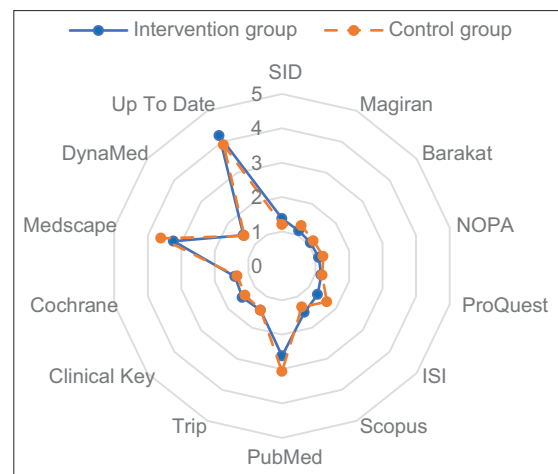 Intervention group
Control group
SID
Magiran
Barakat
NOPA
ProQuest
ISI
Scopus
PubMed
Trip
Clinical Key
Cochrane
Medscape
DynaMed
Up To Date
5
4
3
2
1
0